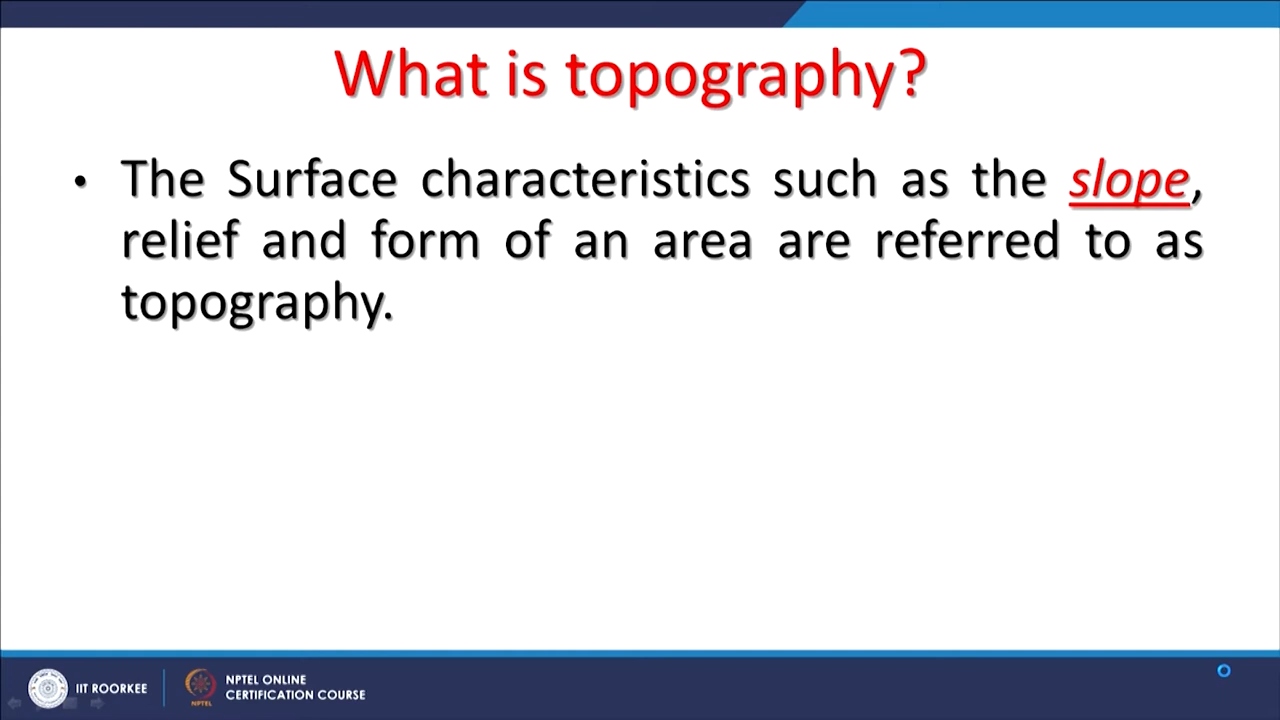 What is topography?
• The Surface characteristics such as the slope,
relief and form of an area are referred to as
topography.
IIT ROORKEE
NPTEL ONLINE
CERTIFICATION COURSE
NPTEL